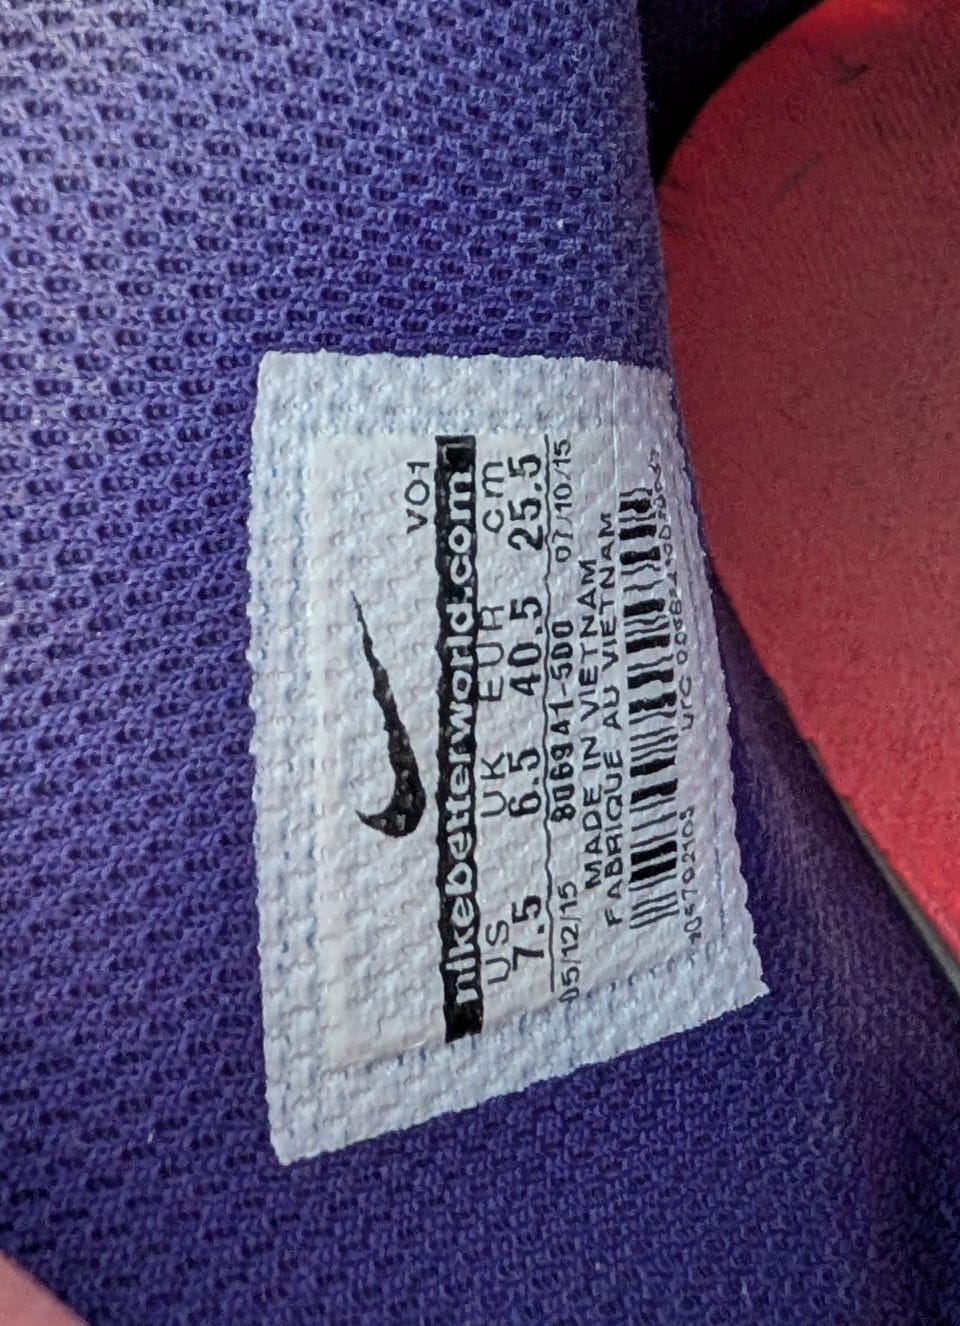 VO1
nikebetterworld.com
US UK EUR cm
7.5 6.5 40.5 25.5
05/12/15 806941-500 07/10/15
MADE IN VIETNAM
FABRIQUE AU VIETNAM
UPC